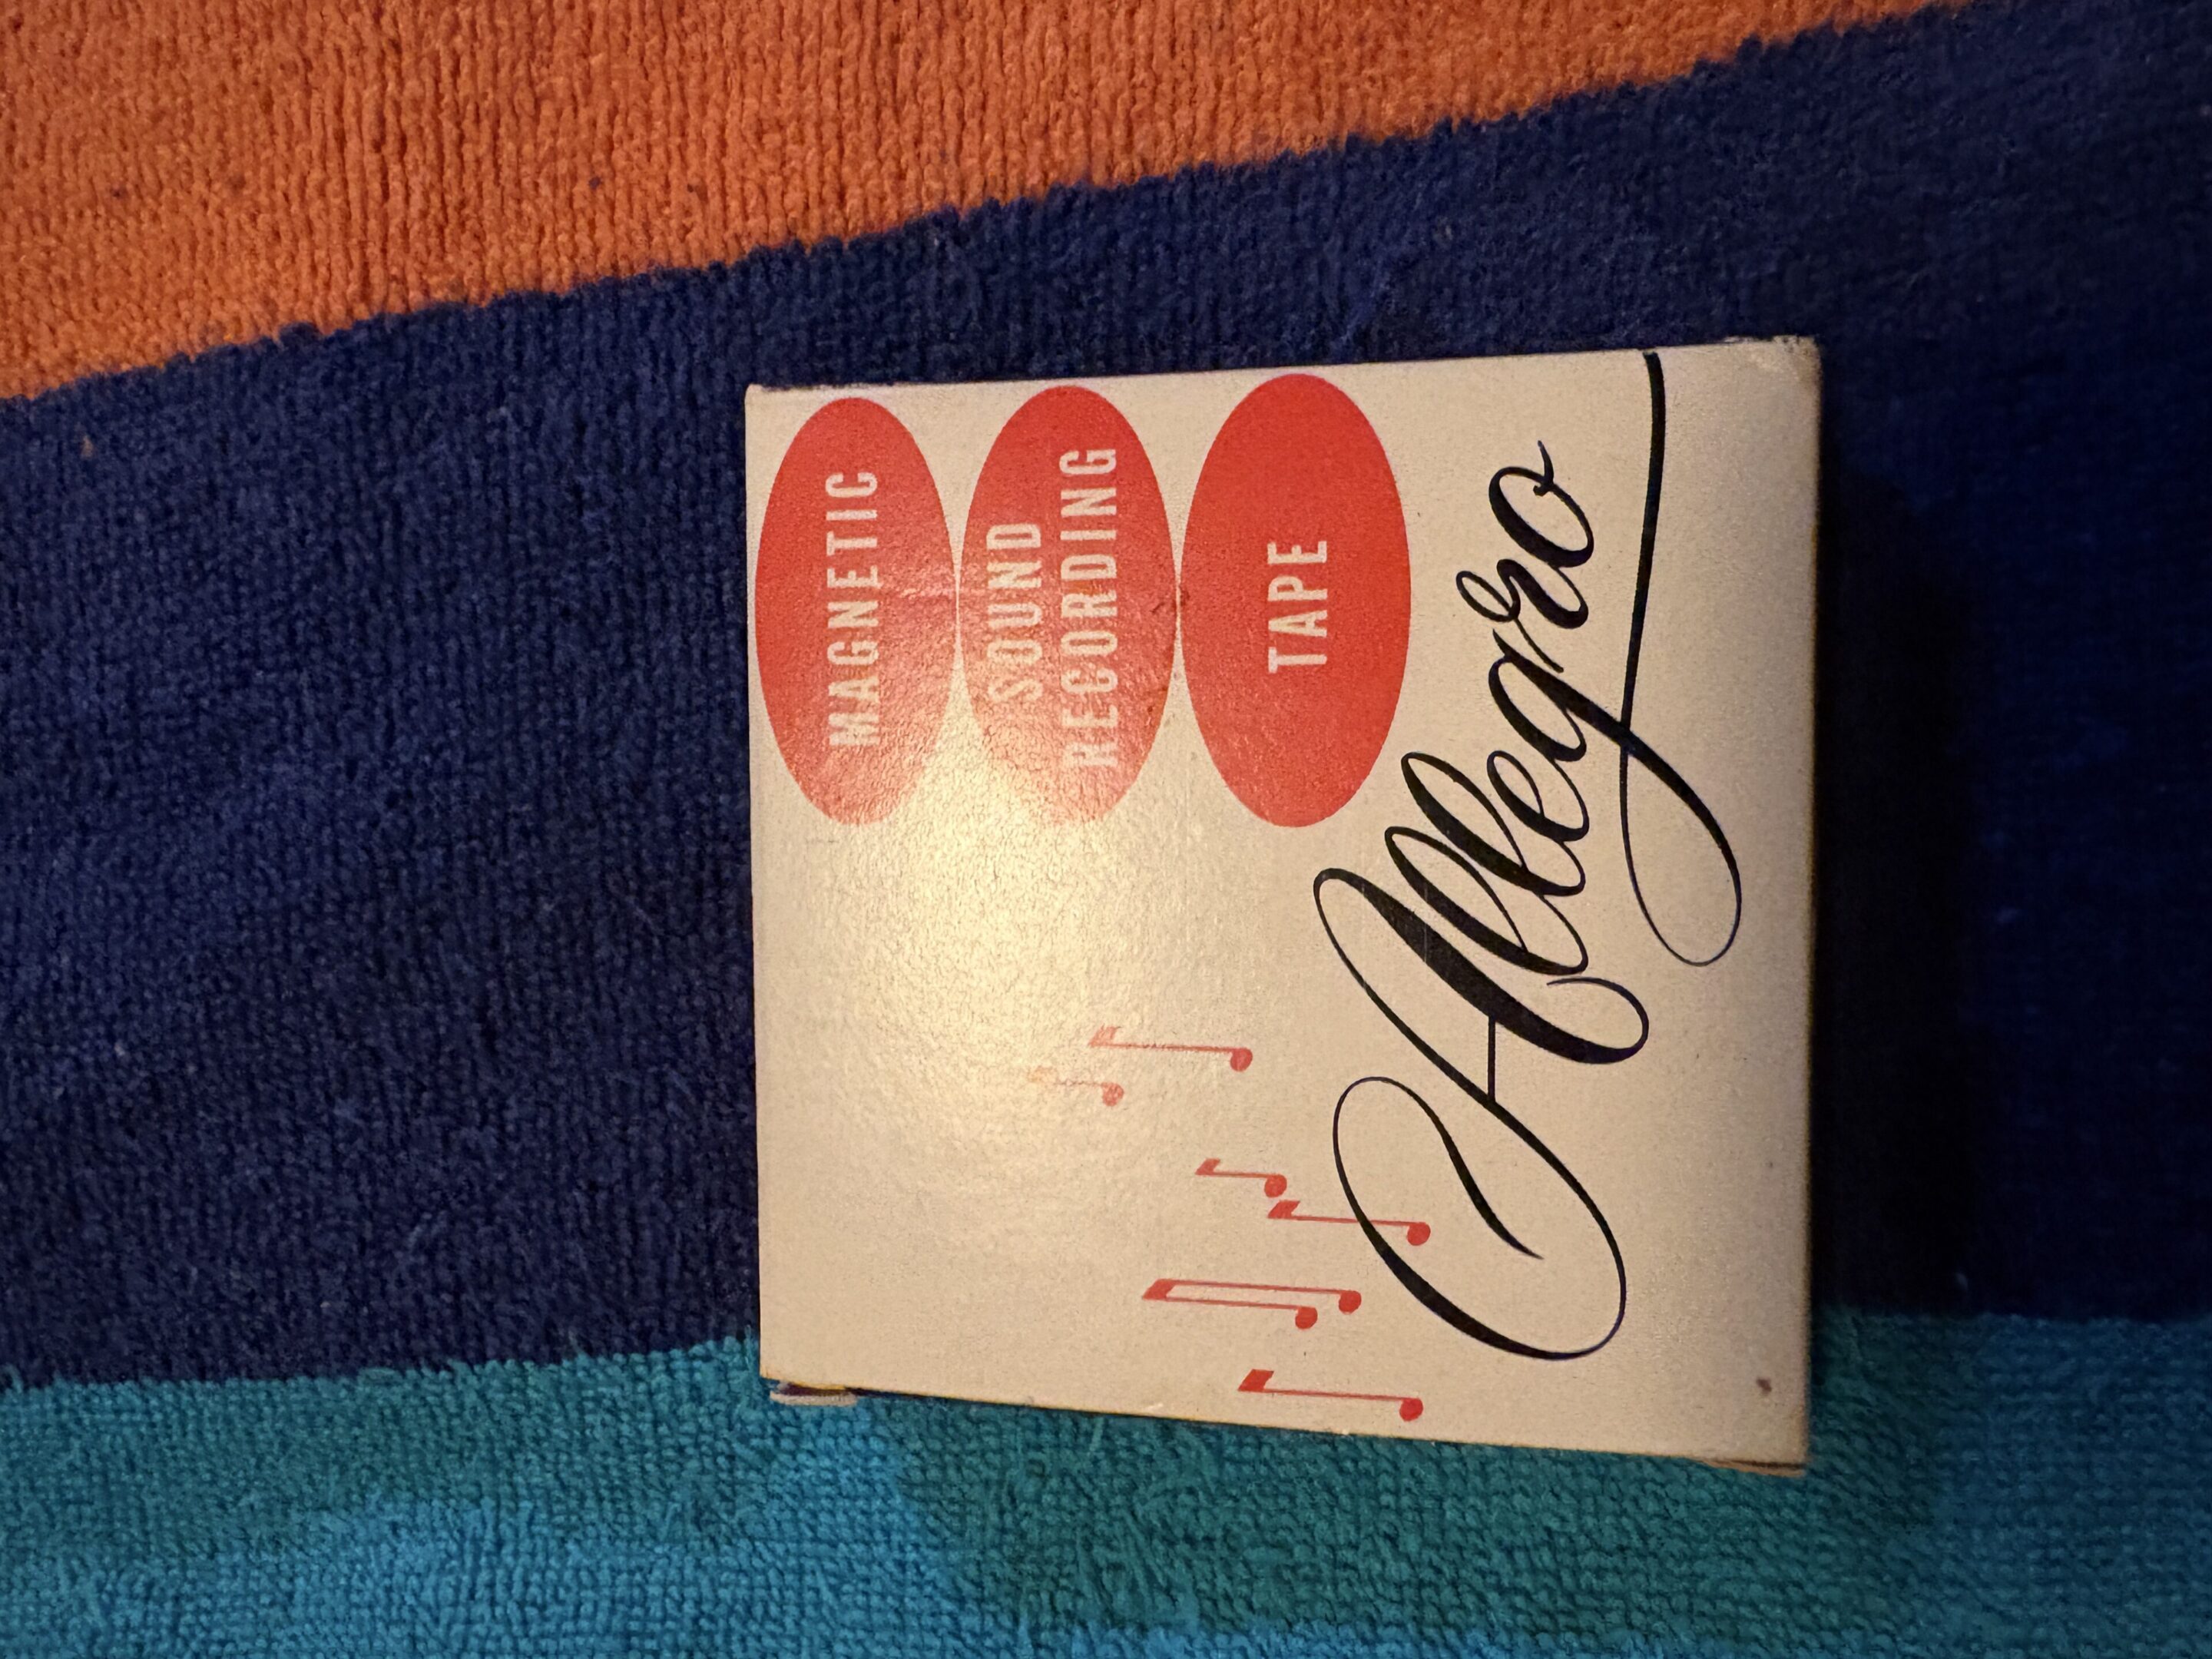 MAGNETIC
SOUND
RECORDING
TAPE
Allegro